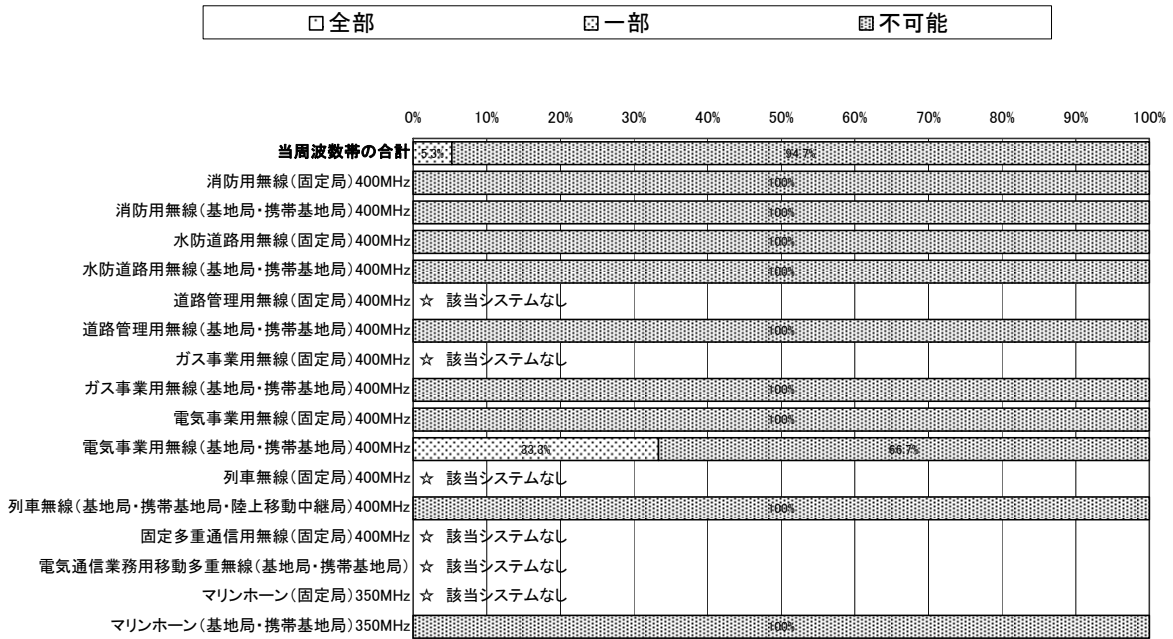 全部 一部 不可能
0% 10% 20% 30% 40% 50% 60% 70% 80% 90% 100%
当周波数帯の合計 5.3% 94.7%
消防用無線(固定局)400MHz 100%
消防用無線(基地局・携帯基地局)400MHz 100%
水防道路用無線(固定局)400MHz 100%
水防道路用無線(基地局・携帯基地局)400MHz 100%
道路管理用無線(固定局)400MHz ☆ 該当システムなし
道路管理用無線(基地局・携帯基地局)400MHz 100%
ガス事業用無線(固定局)400MHz ☆ 該当システムなし
ガス事業用無線(基地局・携帯基地局)400MHz 100%
電気事業用無線(固定局)400MHz 100%
電気事業用無線(基地局・携帯基地局)400MHz 33.3% 66.7%
列車無線(固定局)400MHz ☆ 該当システムなし
列車無線(基地局・携帯基地局・陸上移動中継局)400MHz 100%
固定多重通信用無線(固定局)400MHz ☆ 該当システムなし
電気通信業務用移動多重無線(基地局・携帯基地局) ☆ 該当システムなし
マリンホーン(固定局)350MHz ☆ 該当システムなし
マリンホーン(基地局・携帯基地局)350MHz 100%